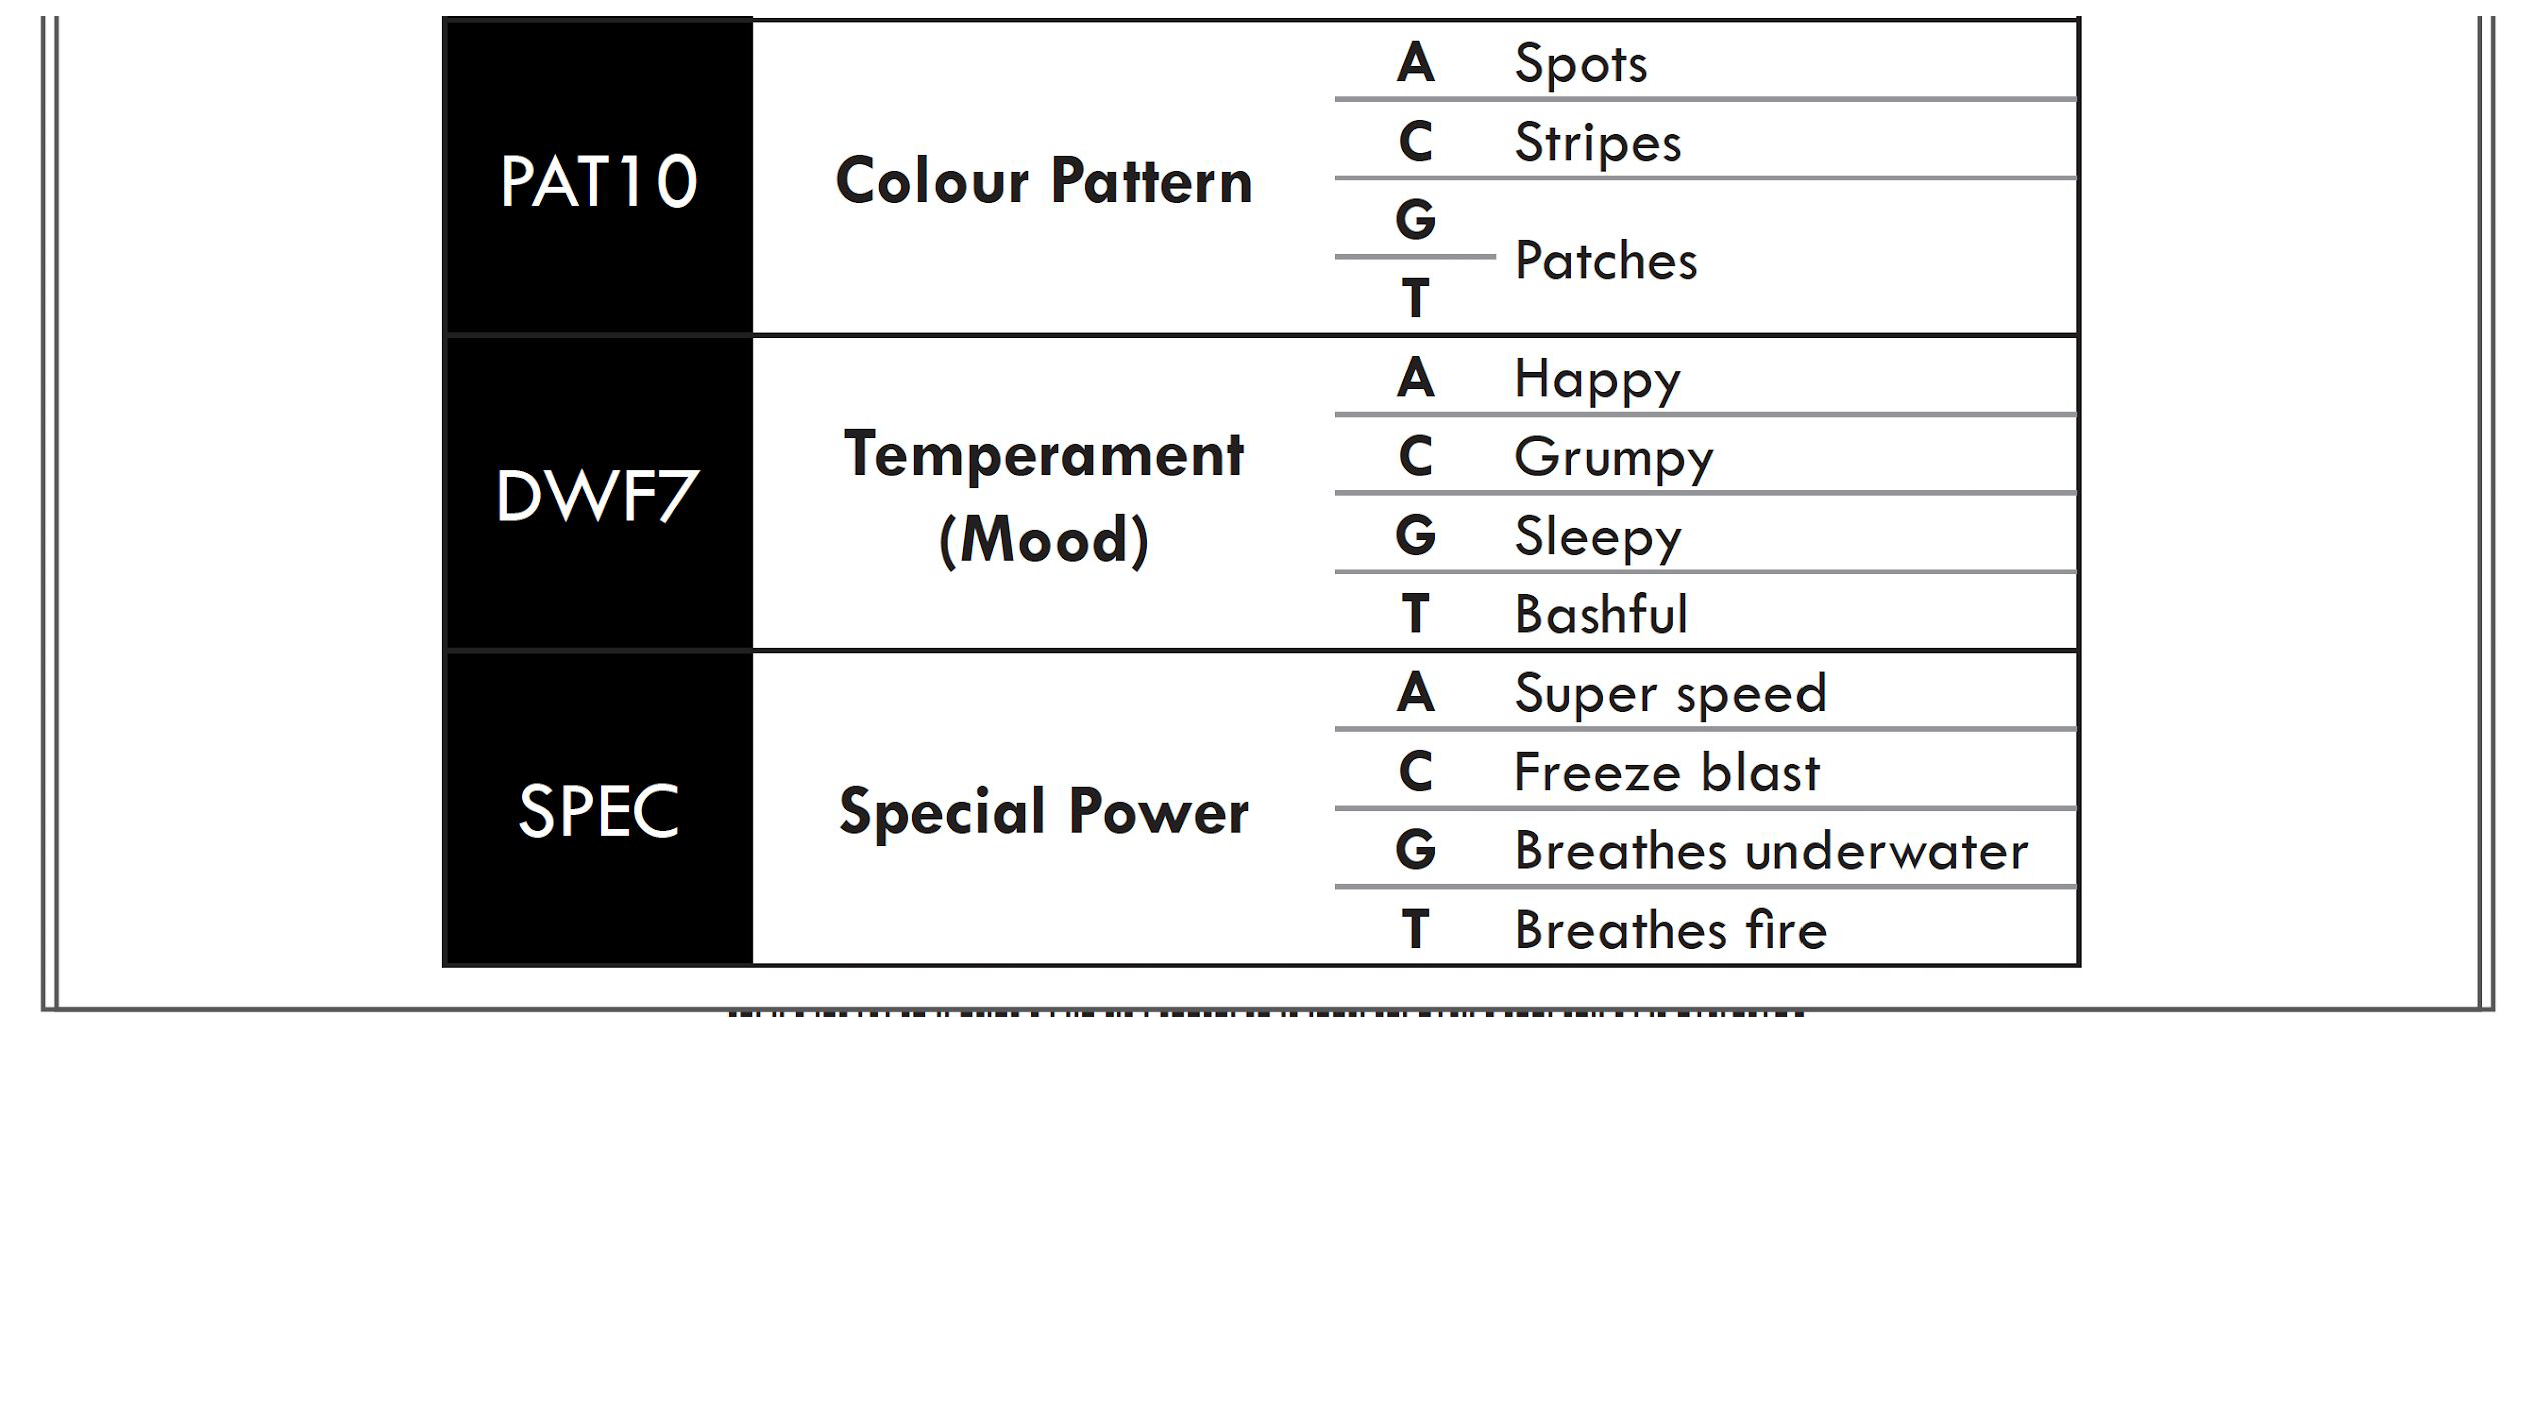 PAT10 Colour Pattern
A Spots
C Stripes
G
T
Patches
DWF7 Temperament
(Mood)
A Happy
C Grumpy
G Sleepy
T Bashful
SPEC Special Power
A Super speed
C Freeze blast
G Breathes underwater
T Breathes fire